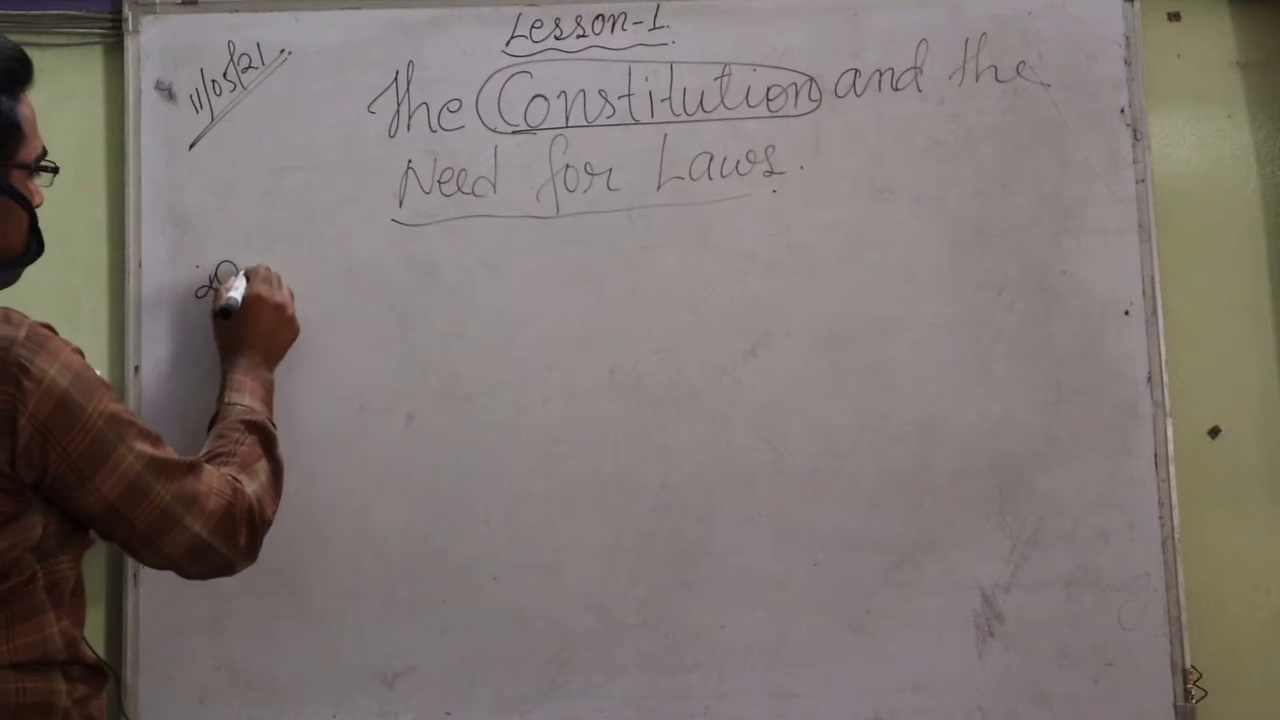 Lesson-1.
11/05/21
The Constitution and the
Need for Laws.